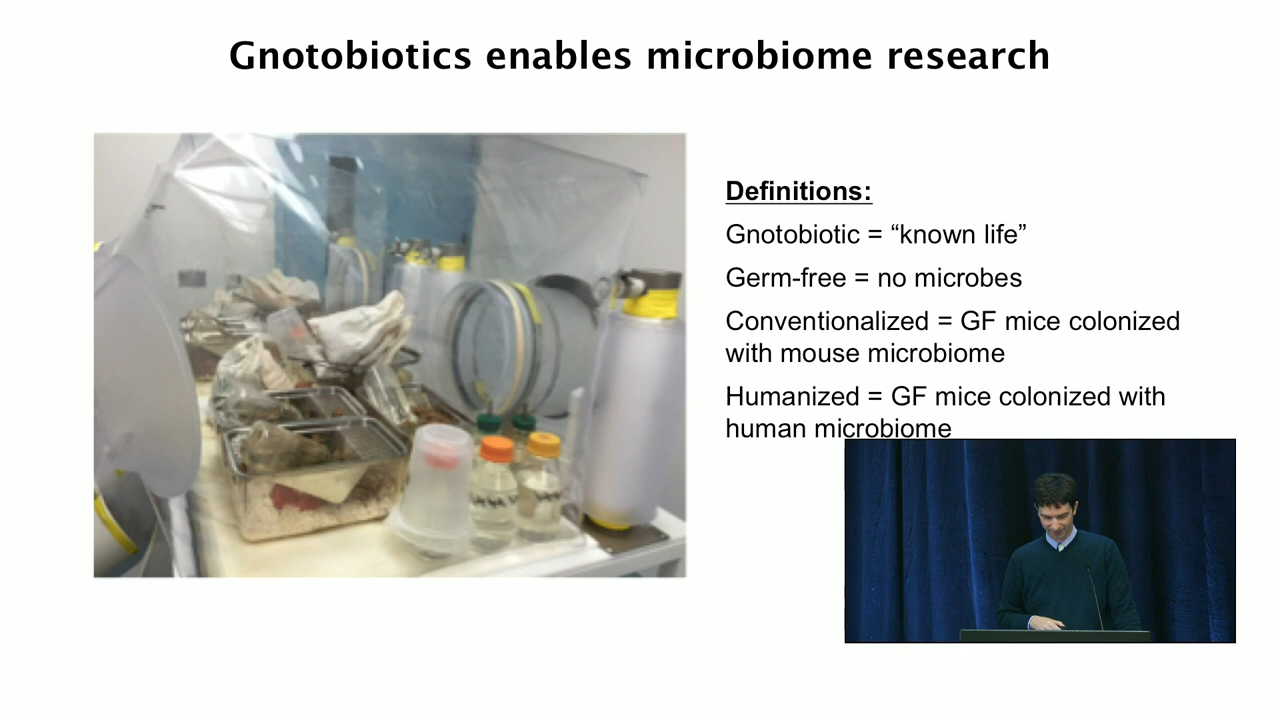 Gnotobiotics enables microbiome research
Definitions:
Gnotobiotic = “known life”
Germ-free = no microbes
Conventionalized = GF mice colonized
with mouse microbiome
Humanized = GF mice colonized with
human microbiome